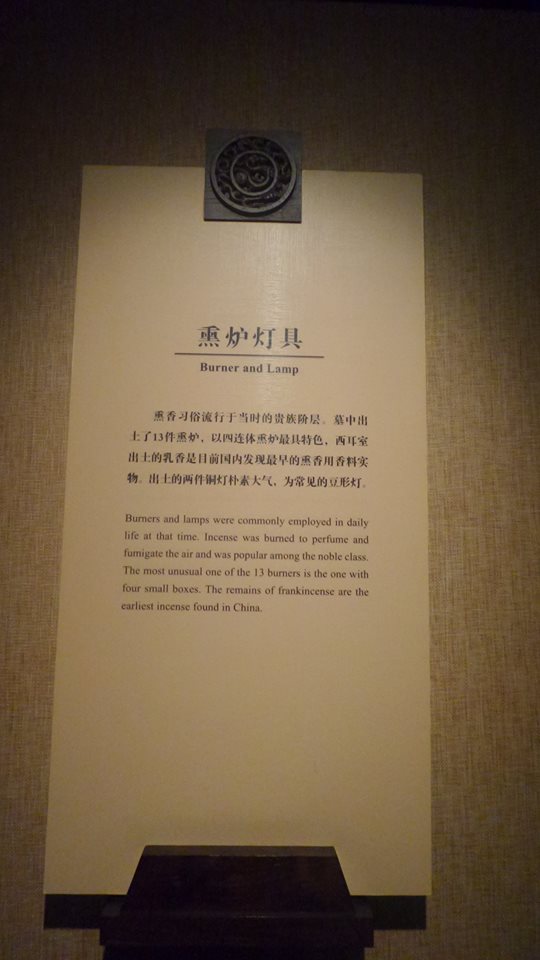 熏炉灯具
Burner and Lamp
熏香习俗流行于当时的贵族阶层。墓中出
土了13件熏炉，以四连体熏炉最具特色，西耳室
出土的乳香是目前国内发现最早的熏香用香料实
物。出土的两件铜灯朴素大气，为常见的豆形灯。
Burners and lamps were commonly employed in daily
life at that time. Incense was burned to perfume and
fumigate the air and was popular among the noble class.
The most unusual one of the 13 burners is the one with
four small boxes. The remains of frankincense are the
earliest incense found in China.